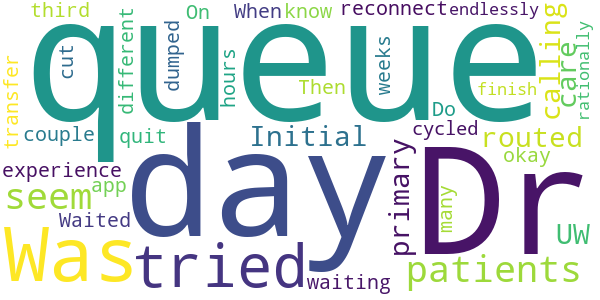 third
On
When
know
reconnect
endlessly
queue
cut
different
dumped
hours
Then
weeks
finish
calling
care
rationally
transfer
couple
quit
Initial
Do
cycled
routed
okay
experience
app
seem
day
Dr
primary
many
UW
Waited
Was
tried
waiting
patients